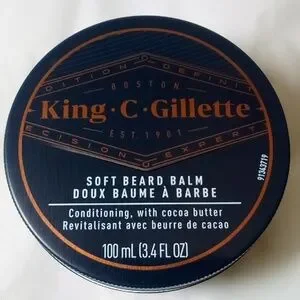 BOSTON
King·C·Gillette
EST 1901
SOFT BEARD BALM
DOUX BAUME À BARBE
Conditioning, with cocoa butter
Revitalisant avec beurre de cacao
100 mL (3.4 FL OZ)
91343719